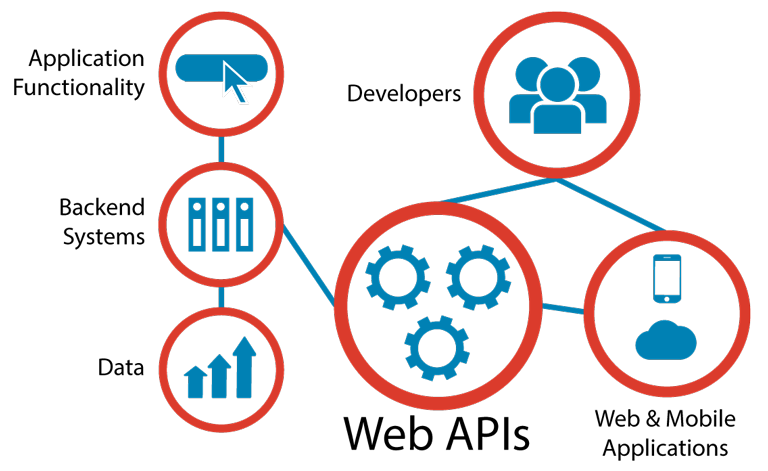 Application
Functionality
Developers
Backend
Systems
Data
Web APIs
Web & Mobile
Applications